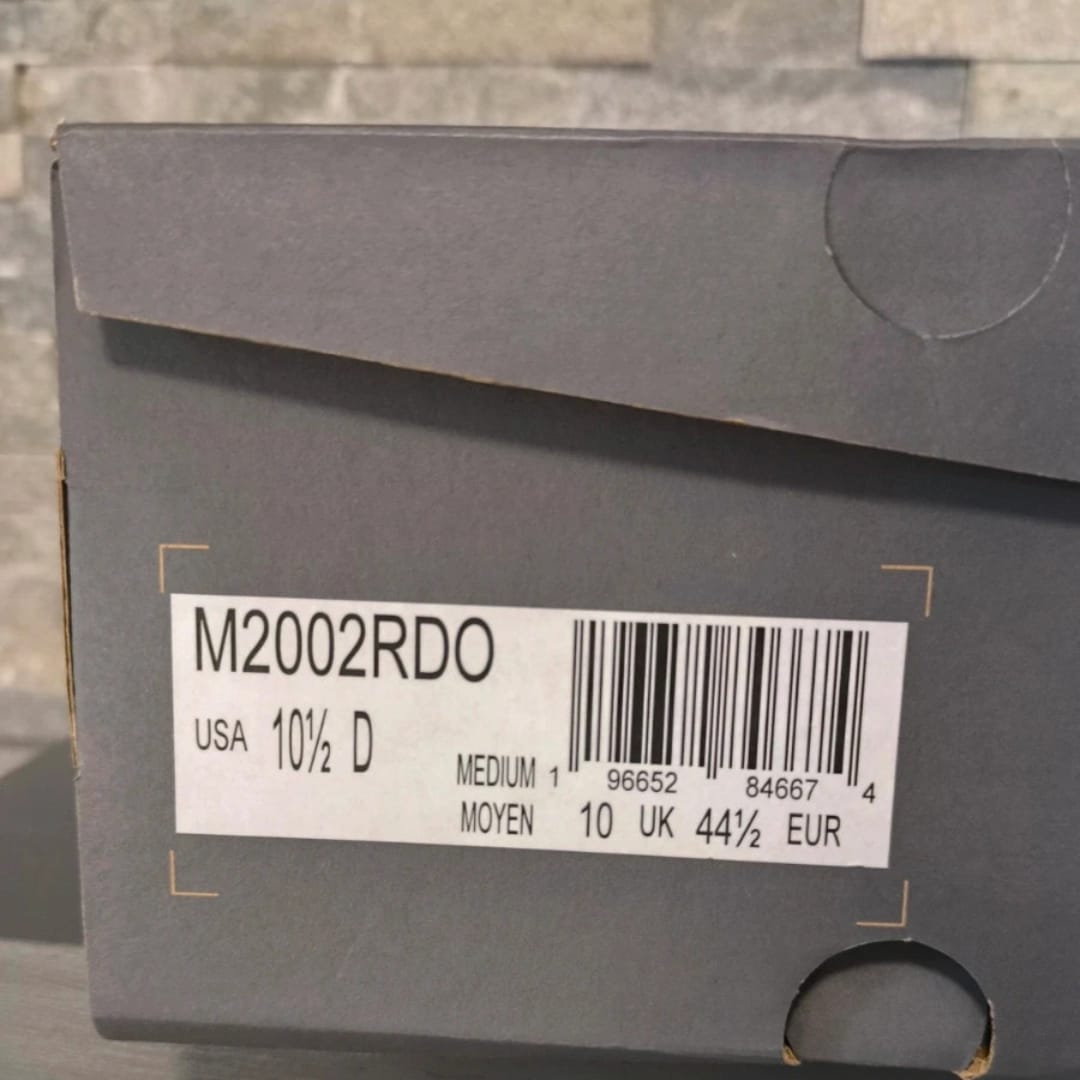 M2002RDO
USA 10½ D
MEDIUM 1 96652 84667 4
MOYEN 10 UK 44½ EUR